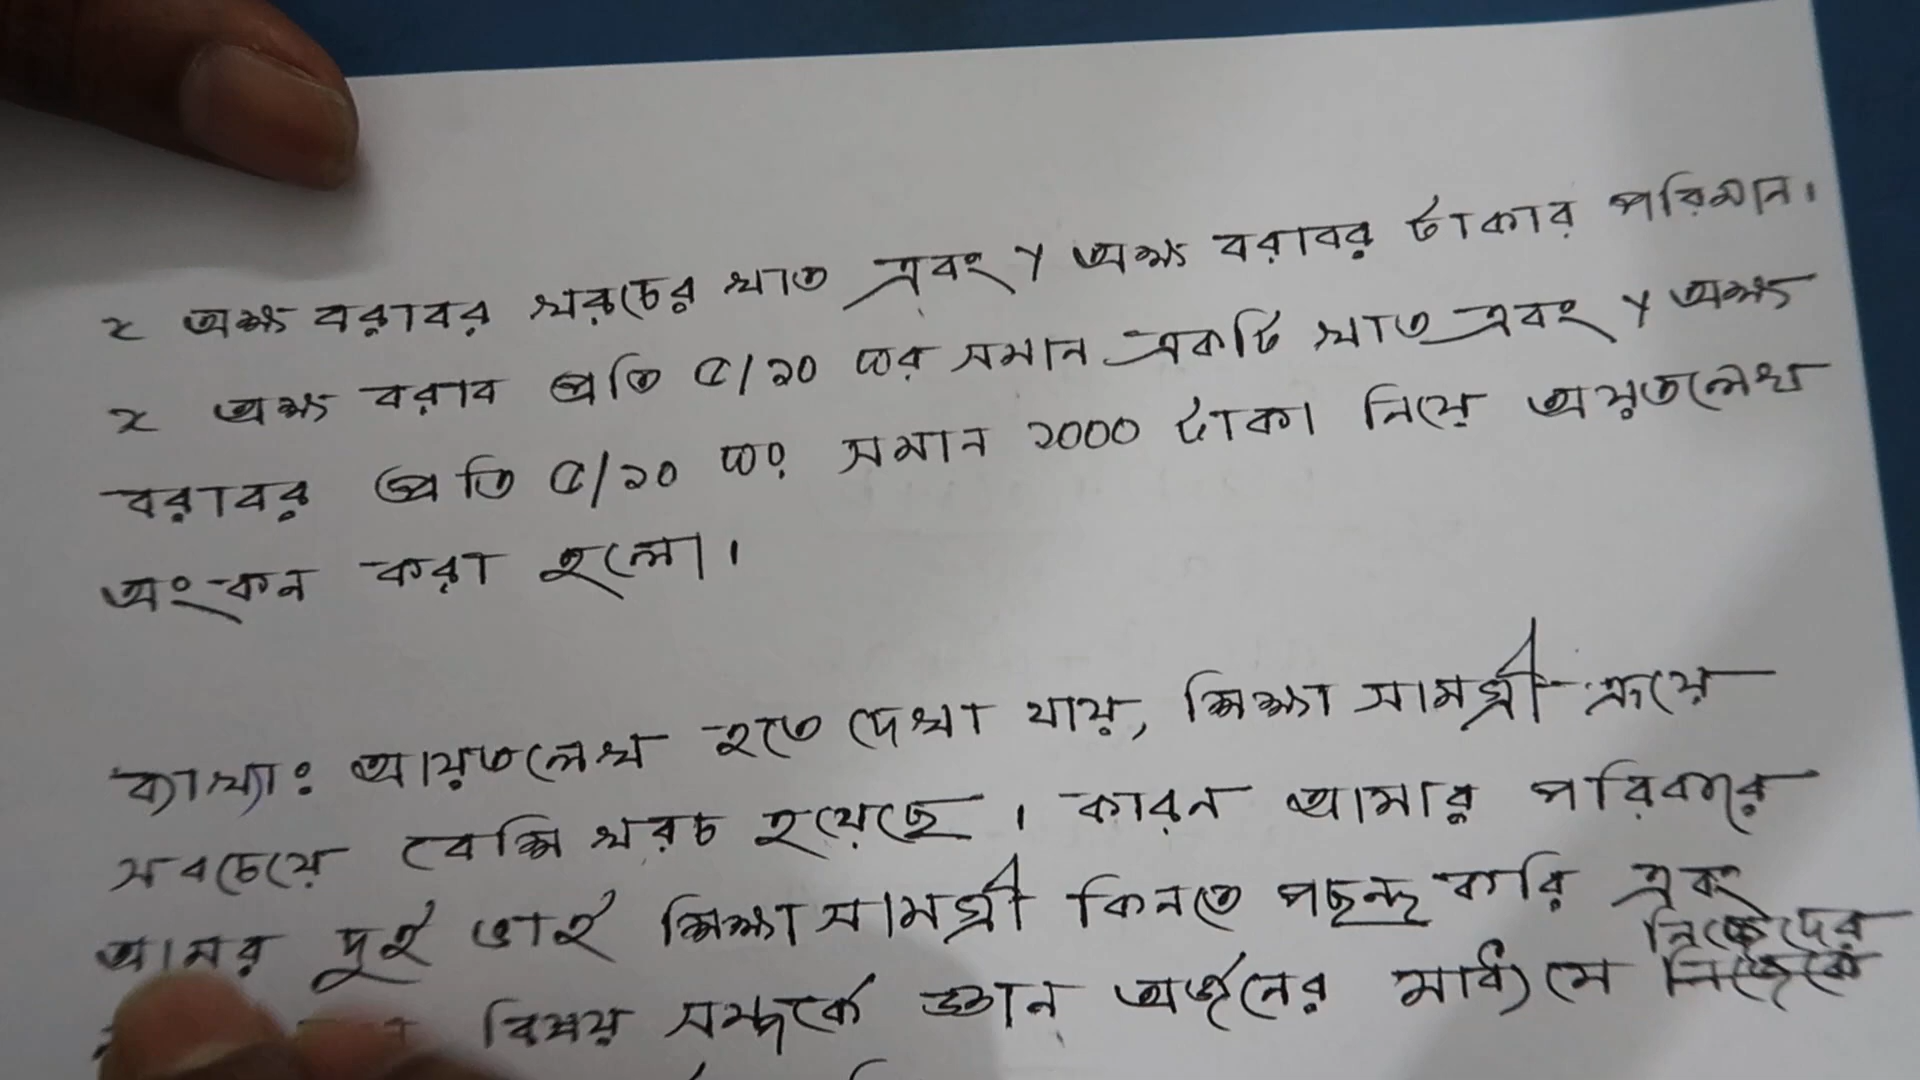 x অক্ষ বরাবর খরচের খাত এবং Y অক্ষ বরাবর টাকার পরিমান।
x অক্ষ বরাব প্রতি ৫/১০ ঘর সমান একটি খাত এবং Y অক্ষ
বরাবর প্রতি ৫/১০ ঘর সমান ১000 টাকা নিয়ে অয়তলেখ
অংকন করা হলো।
ব্যাখ্যা: আয়তলেখ হতে দেখা যায়, শিক্ষা সামগ্রী ক্রয়ে
সবচেয়ে বেশি খরচ হয়েছে। কারন আমার পরিবারে
আমরা দুই ভাই শিক্ষা সামগ্রী কিনতে পছন্দ করি এবং
নিজেদের
বিষয় সম্পর্কে জ্ঞান অর্জনের মাধ্যমে